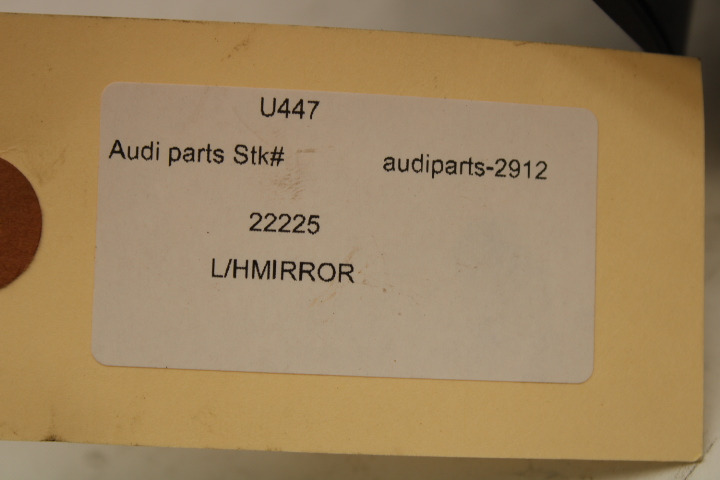 U447
Audi parts Stk# audiparts-2912
22225
L/HMIRROR